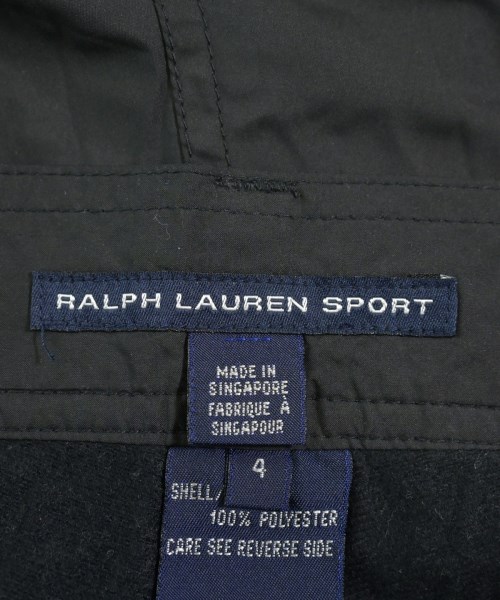 RALPH LAUREN SPORT
MADE IN
SINGAPORE
FABRIQUE À
SINGAPOUR
4
SHELL/
100% POLYESTER
CARE SEE REVERSE SIDE